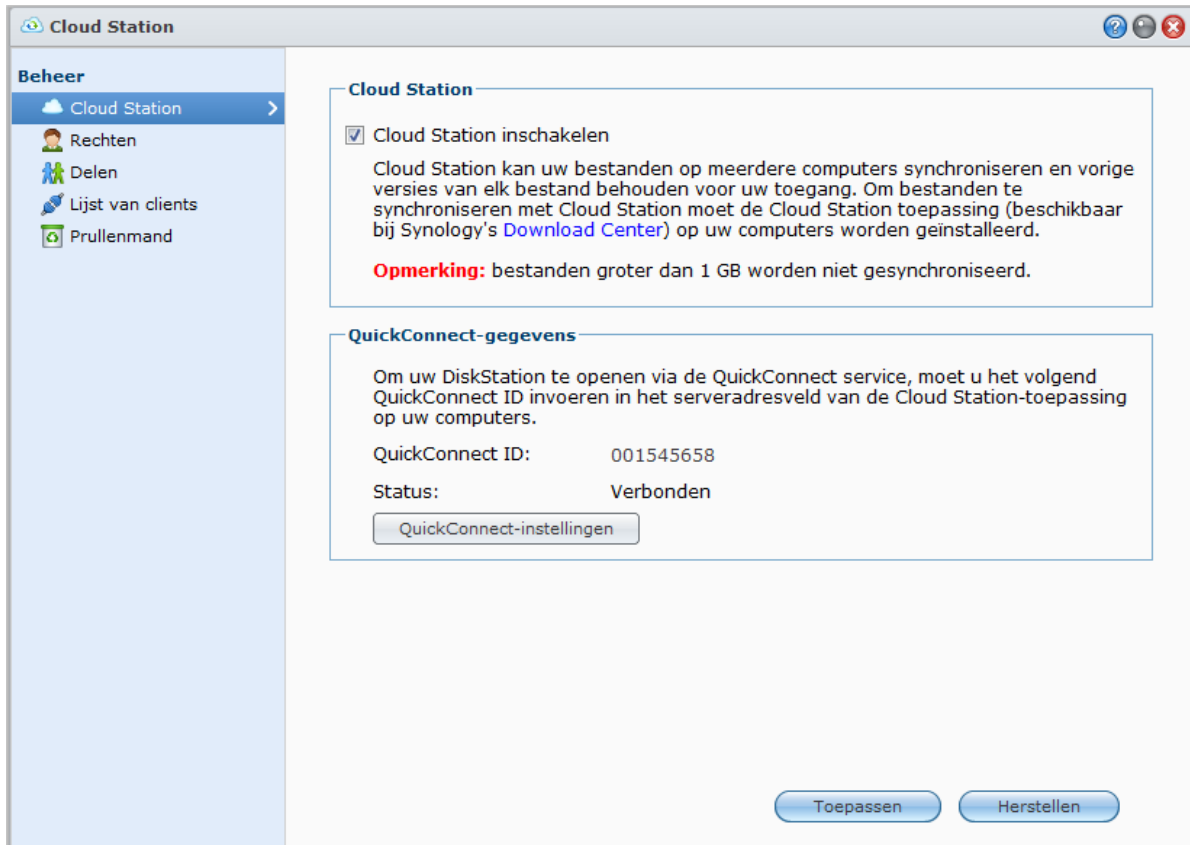 Cloud Station
Beheer
Cloud Station
Rechten
Delen
Lijst van clients
Prullenmand
Cloud Station
Cloud Station inschakelen
Cloud Station kan uw bestanden op meerdere computers synchroniseren en vorige
versies van elk bestand behouden voor uw toegang. Om bestanden te
synchroniseren met Cloud Station moet de Cloud Station toepassing (beschikbaar
bij Synology's Download Center) op uw computers worden geïnstalleerd.
Opmerking: bestanden groter dan 1 GB worden niet gesynchroniseerd.
QuickConnect-gegevens
Om uw DiskStation te openen via de QuickConnect service, moet u het volgend
QuickConnect ID invoeren in het serveradresveld van de Cloud Station-toepassing
op uw computers.
QuickConnect ID: 001545658
Status: Verbonden
QuickConnect-instellingen
Toepassen Herstellen